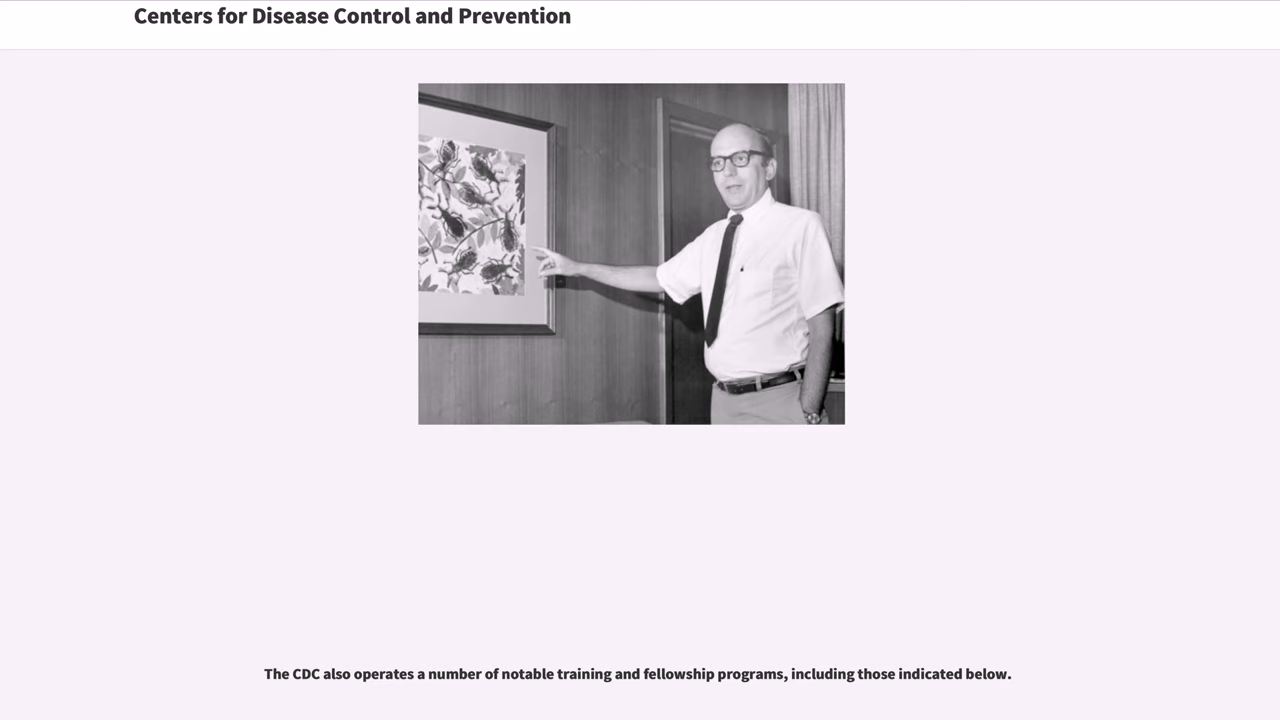 Centers for Disease Control and Prevention
The CDC also operates a number of notable training and fellowship programs, including those indicated below.